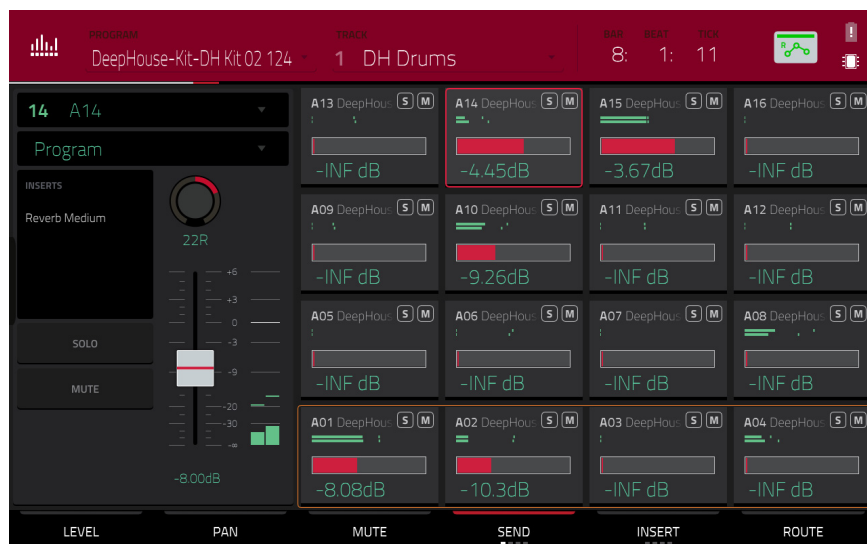 PROGRAM TRACK BAR BEAT TICK
DeepHouse-Kit-DH Kit 02 124 1 DH Drums 8: 1: 11
R
!
14 A14
Program
INSERTS
Reverb Medium
22R
+6
+3
0
-3
-9
-20
-30
-∞
SOLO
MUTE
-8.00dB
A13 DeepHous S M
-INF dB
A14 DeepHous S M
-4.45dB
A15 DeepHous S M
-3.67dB
A16 DeepHous S M
-INF dB
A09 DeepHous S M
-INF dB
A10 DeepHous S M
-9.26dB
A11 DeepHous S M
-INF dB
A12 DeepHous S M
-INF dB
A05 DeepHous S M
-INF dB
A06 DeepHous S M
-INF dB
A07 DeepHous S M
-INF dB
A08 DeepHous S M
-INF dB
A01 DeepHous S M
-8.08dB
A02 DeepHous S M
-10.3dB
A03 DeepHous S M
-INF dB
A04 DeepHous S M
-INF dB
LEVEL PAN MUTE SEND INSERT ROUTE